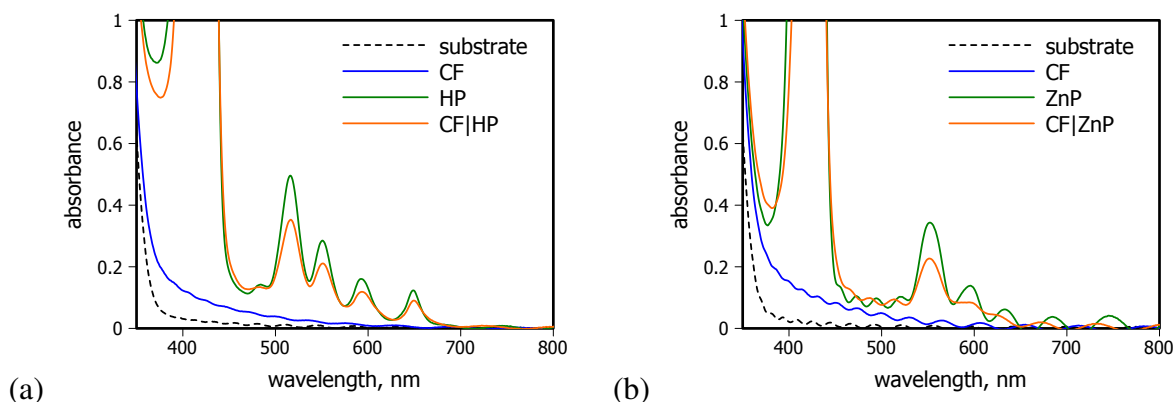 1
0.8
0.6
0.4
0.2
0
absorbance
400
500
600
700
800
wavelength, nm
substrate
CF
HP
CF|HP
(a)
1
0.8
0.6
0.4
0.2
0
absorbance
400
500
600
700
800
wavelength, nm
substrate
CF
ZnP
CF|ZnP
(b)